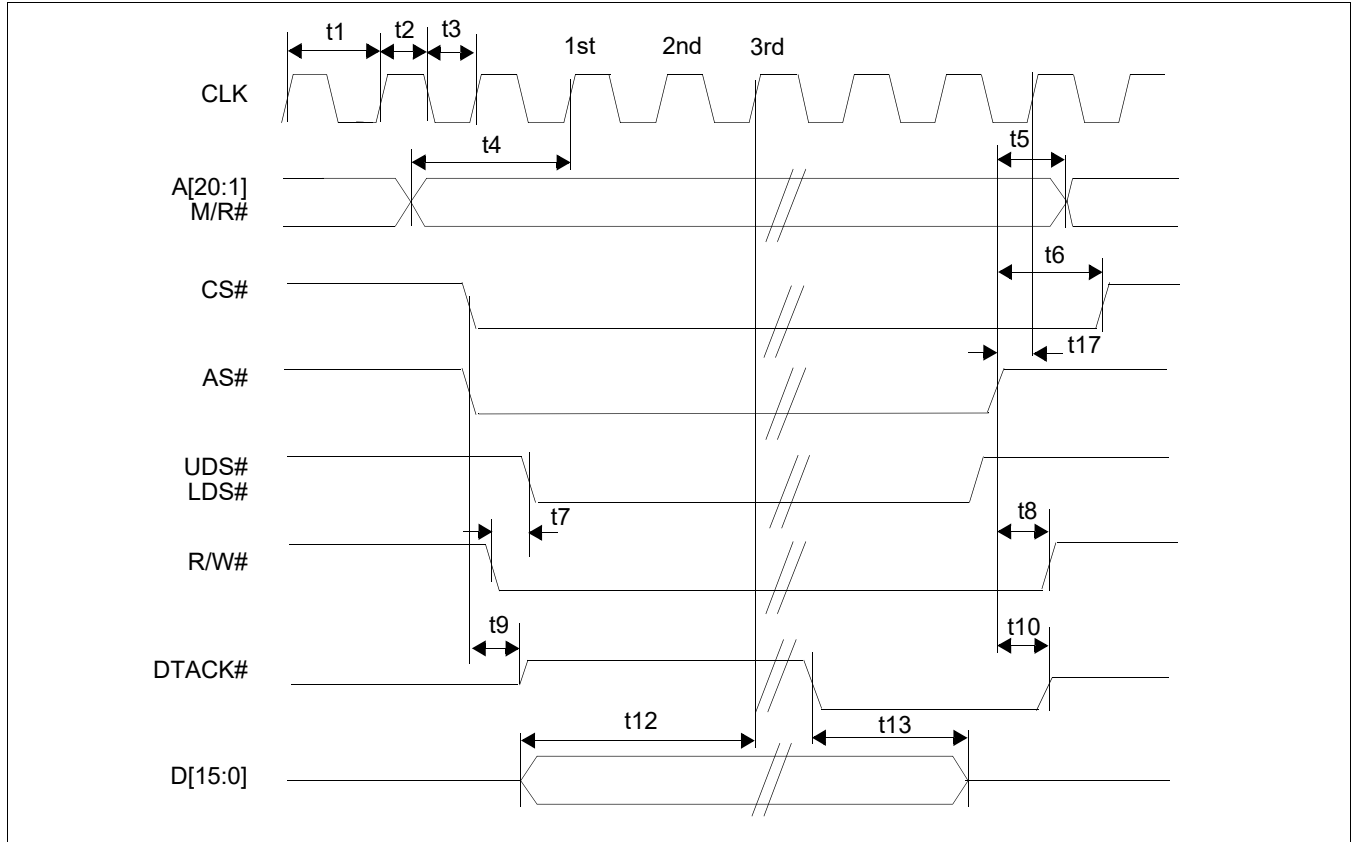 t1
t2
t3
1st
2nd
3rd
CLK
t4
t5
A[20:1]
M/R#
t6
CS#
t17
AS#
UDS#
LDS#
t7
t8
R/W#
t9
t10
DTACK#
t12
t13
D[15:0]